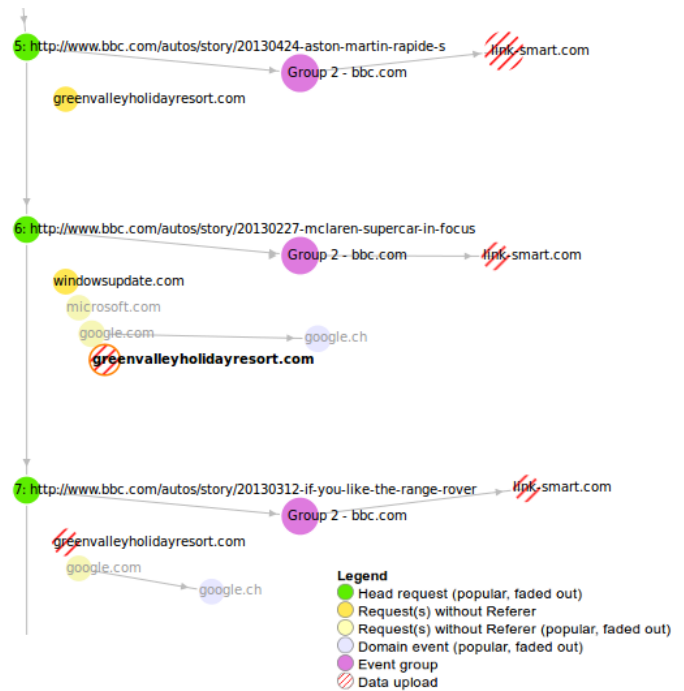 5: http://www.bbc.com/autos/story/20130424-aston-martin-rapide-s
link-smart.com
Group 2 - bbc.com
greenvalleyholidayresort.com
6: http://www.bbc.com/autos/story/20130227-mclaren-supercar-in-focus
Group 2 - bbc.com
link-smart.com
windowsupdate.com
microsoft.com
google.com
google.ch
greenvalleyholidayresort.com
7: http://www.bbc.com/autos/story/20130312-if-you-like-the-range-rover
link-smart.com
Group 2 - bbc.com
greenvalleyholidayresort.com
google.com
google.ch
Legend
Head request (popular, faded out)
Request(s) without Referer
Request(s) without Referer (popular, faded out)
Domain event (popular, faded out)
Event group
Data upload